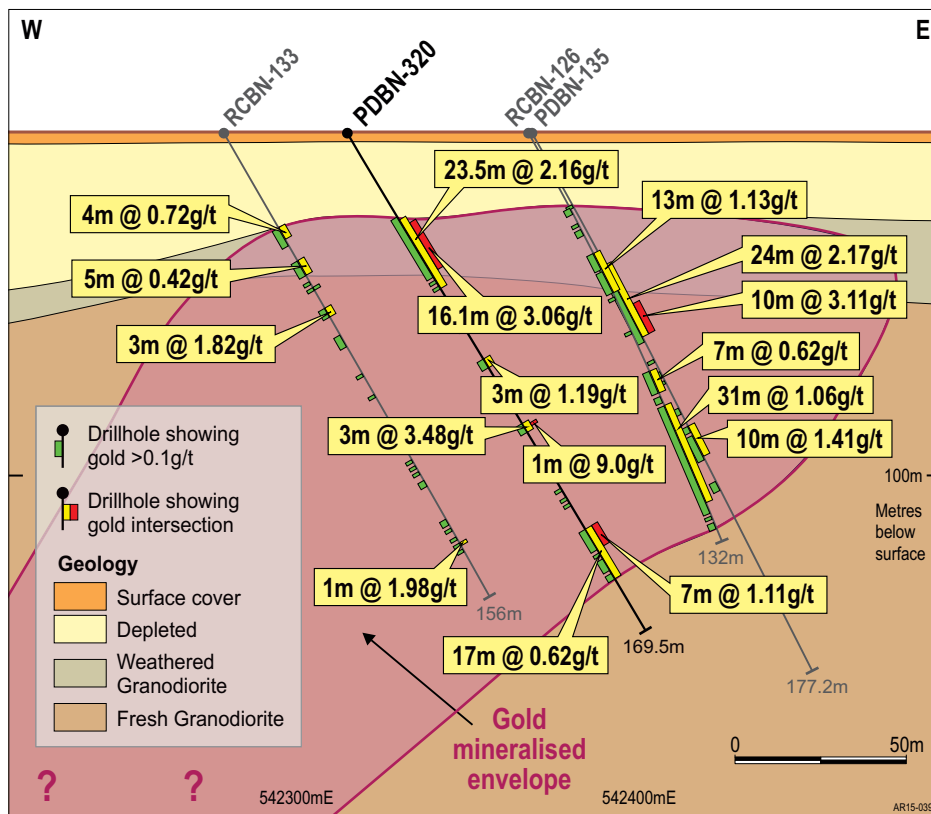 W
E
RCBN-133
PDBN-320
RCBN-126
PDBN-135
23.5m @ 2.16g/t
13m @ 1.13g/t
4m @ 0.72g/t
24m @ 2.17g/t
5m @ 0.42g/t
10m @ 3.11g/t
16.1m @ 3.06g/t
3m @ 1.82g/t
7m @ 0.62g/t
3m @ 1.19g/t
31m @ 1.06g/t
3m @ 3.48g/t
10m @ 1.41g/t
1m @ 9.0g/t
100m
Metres
below
surface
Drillhole showing
gold >0.1g/t
Drillhole showing
gold intersection
Geology
Surface cover
Depleted
Weathered
Granodiorite
Fresh Granodiorite
132m
1m @ 1.98g/t
7m @ 1.11g/t
156m
169.5m
17m @ 0.62g/t
177.2m
Gold
mineralised
envelope
0 50m
? ?
542300mE
542400mE
AR15-039